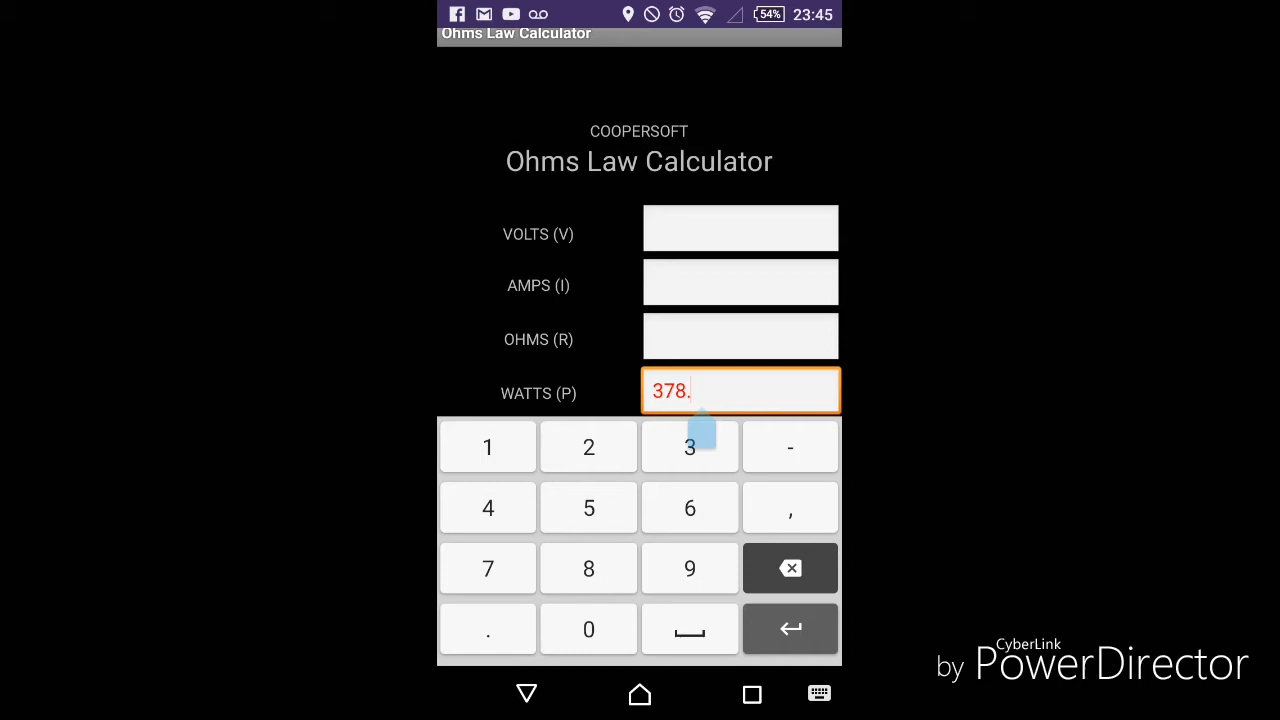 54% 23:45
Ohms Law Calculator
COOPERSOFT
Ohms Law Calculator
VOLTS (V)
AMPS (I)
OHMS (R)
WATTS (P) 378.
1 2 3 -
4 5 6 ,
7 8 9
. 0
CyberLink
by PowerDirector